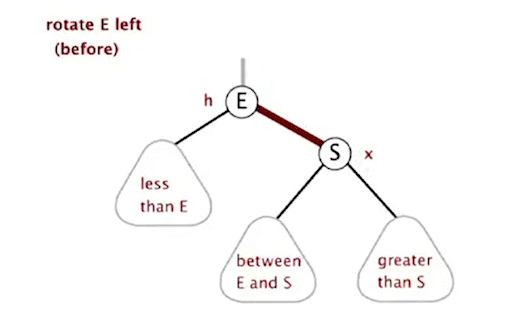 rotate E left
(before)
h E
S x
less
than E
between
E and S
greater
than S